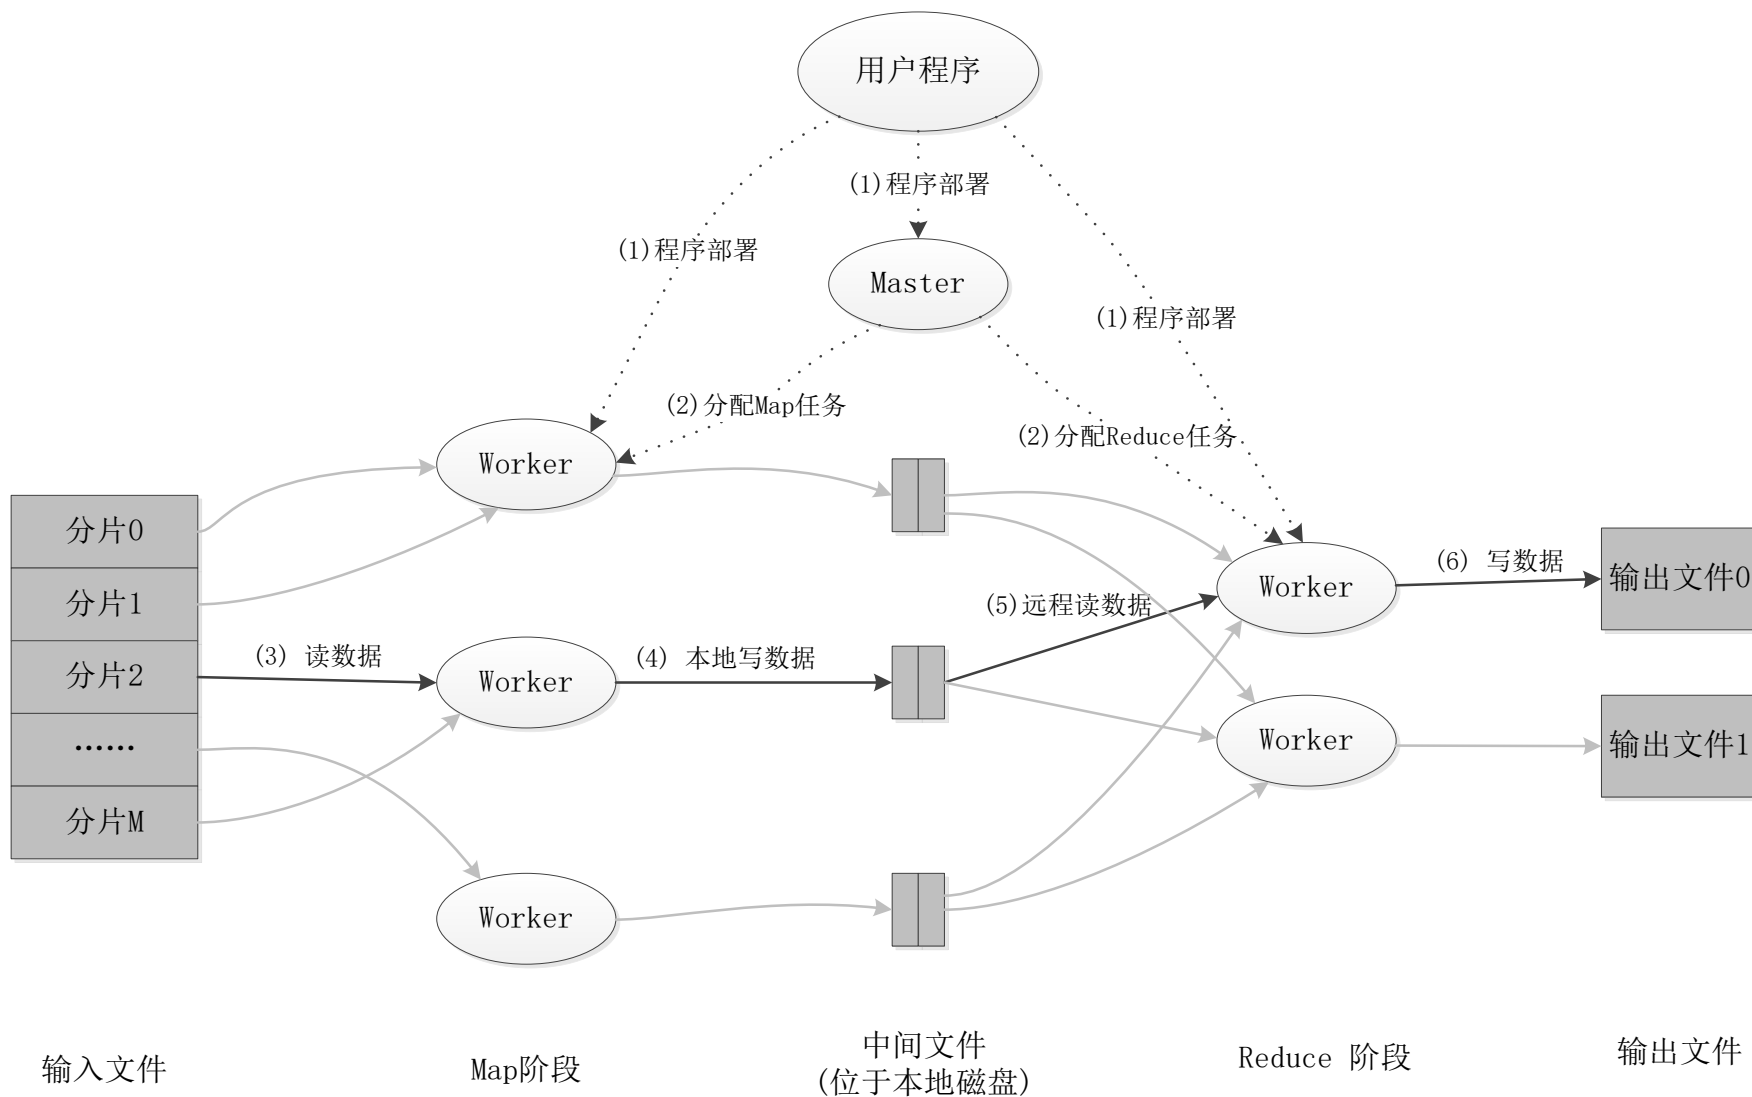 用户程序
(1)程序部署
(1)程序部署
Master
(1)程序部署
(2)分配Map任务
(2)分配Reduce任务
Worker
分片0
分片1
分片2
……
分片M
(3) 读数据
Worker
(4) 本地写数据
(5)远程读数据
Worker
(6) 写数据
输出文件0
Worker
输出文件1
Worker
输入文件
Map阶段
中间文件
(位于本地磁盘)
Reduce 阶段
输出文件